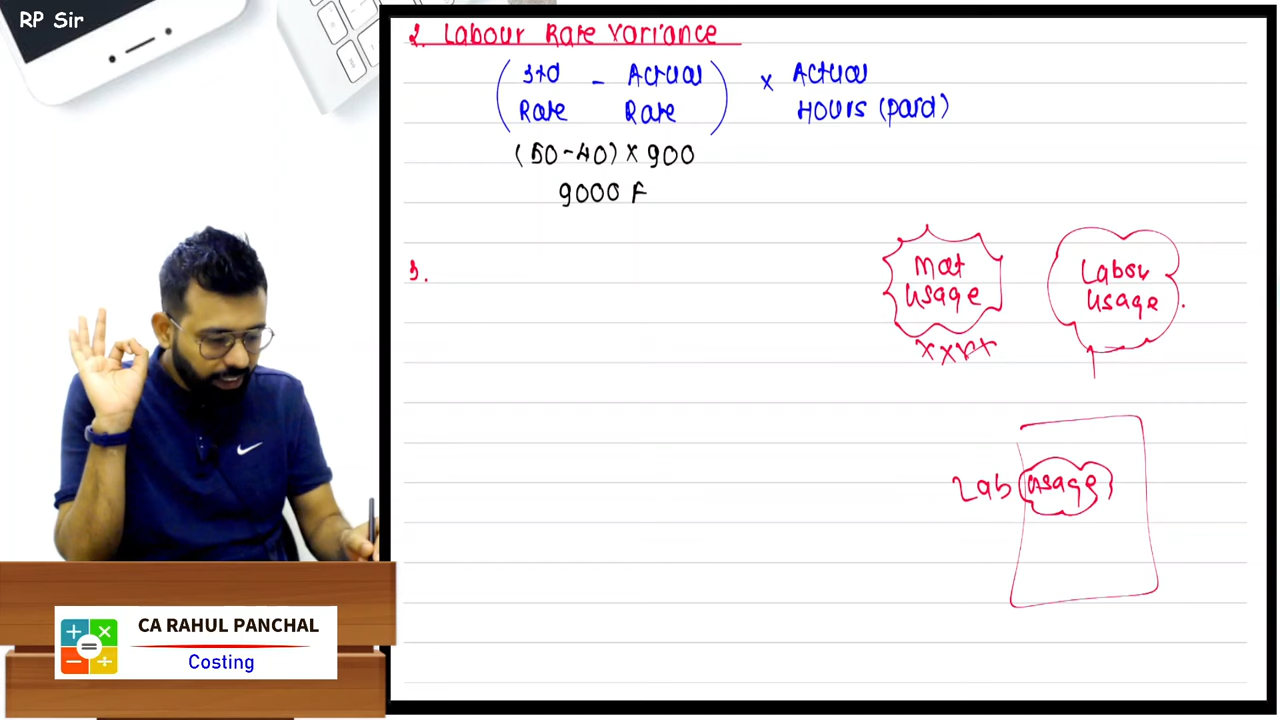 RP Sir
2. Labour Rate Variance
(Std Rate - Actual Rate) × Actual Hours (paid)
(50-40) × 900
9000 F
3.
Mat
usage
xxxx
Labour
usage.
Lab usage
CA RAHUL PANCHAL
Costing